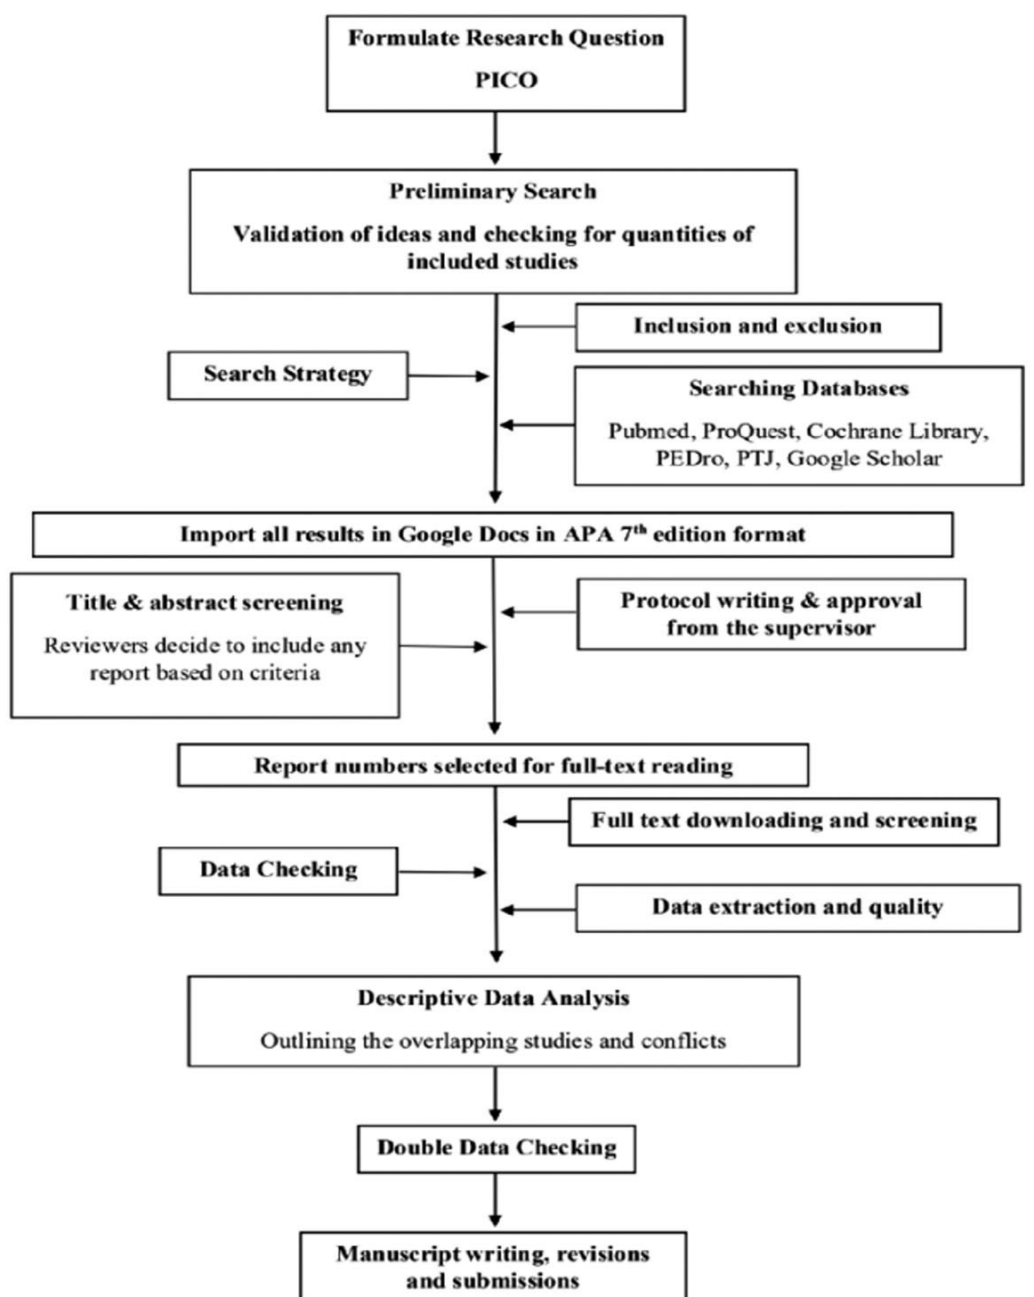 Formulate Research Question
PICO
Preliminary Search
Validation of ideas and checking for quantities of
included studies
Inclusion and exclusion
Search Strategy
Searching Databases
Pubmed, ProQuest, Cochrane Library,
PEDro, PTJ, Google Scholar
Import all results in Google Docs in APA 7th edition format
Title & abstract screening
Reviewers decide to include any
report based on criteria
Protocol writing & approval
from the supervisor
Report numbers selected for full-text reading
Full text downloading and screening
Data Checking
Data extraction and quality
Descriptive Data Analysis
Outlining the overlapping studies and conflicts
Double Data Checking
Manuscript writing, revisions
and submissions